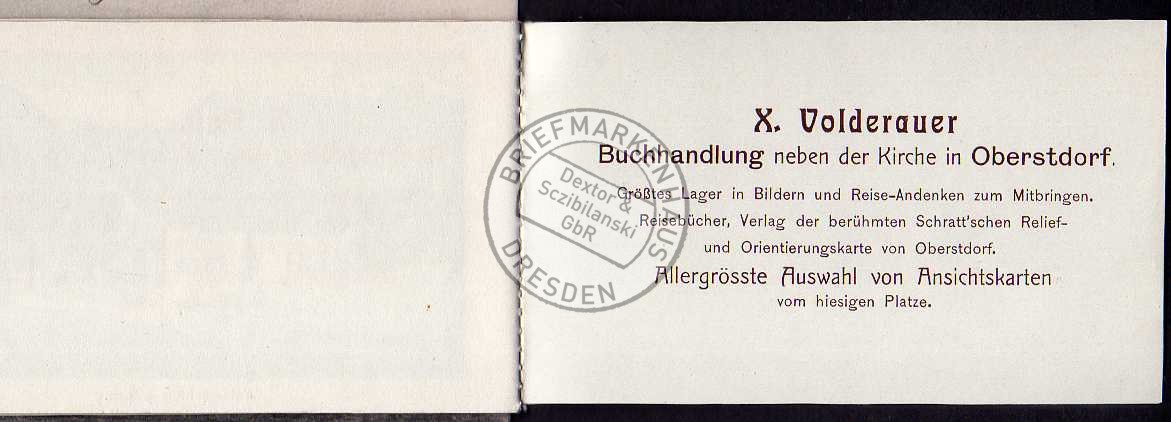 X. Volderauer
Buchhandlung neben der Kirche in Oberstdorf.
Größtes Lager in Bildern und Reise-Andenken zum Mitbringen.
Reisebücher, Verlag der berühmten Schratt'schen Relief-
und Orientierungskarte von Oberstdorf.
Allergrösste Auswahl von Ansichtskarten
vom hiesigen Platze.
BRIEFMARKENHAUS
Dextor &
Sczibilanski
GbR
DRESDEN